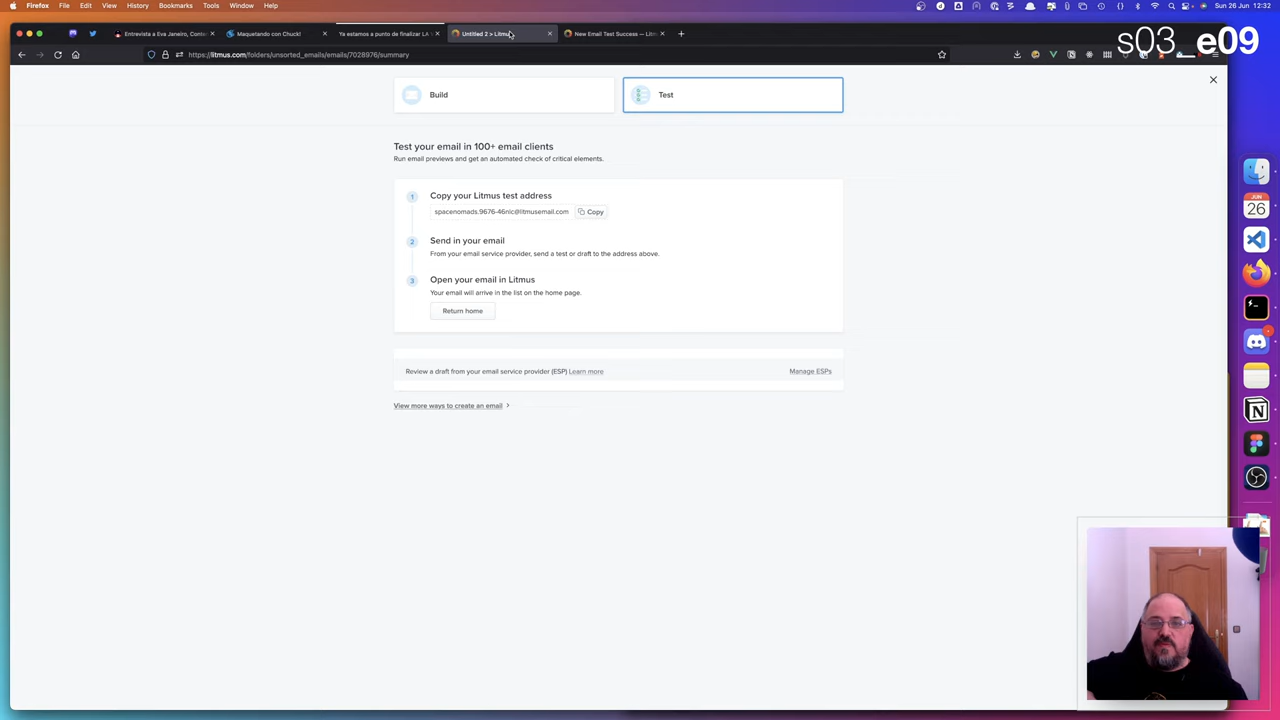 Firefox File Edit View History Bookmarks Tools Window Help
Sun 26 Jun 12:32
Entrevista a Eva Janeiro, Conten
Maquetando con Chuck!
Ya estamos a punto de finalizar LA
Untitled 2 > Litmus
New Email Test Success — Litm
s03_e09
https://litmus.com/folders/unsorted_emails/emails/7028976/summary
Build
Test
Test your email in 100+ email clients
Run email previews and get an automated check of critical elements.
1
Copy your Litmus test address
spacenomads.9676-46nlc@litmusemail.com
Copy
2
Send in your email
From your email service provider, send a test or draft to the address above.
3
Open your email in Litmus
Your email will arrive in the list on the home page.
Return home
Review a draft from your email service provider (ESP) Learn more
Manage ESPs
View more ways to create an email
JUN
26